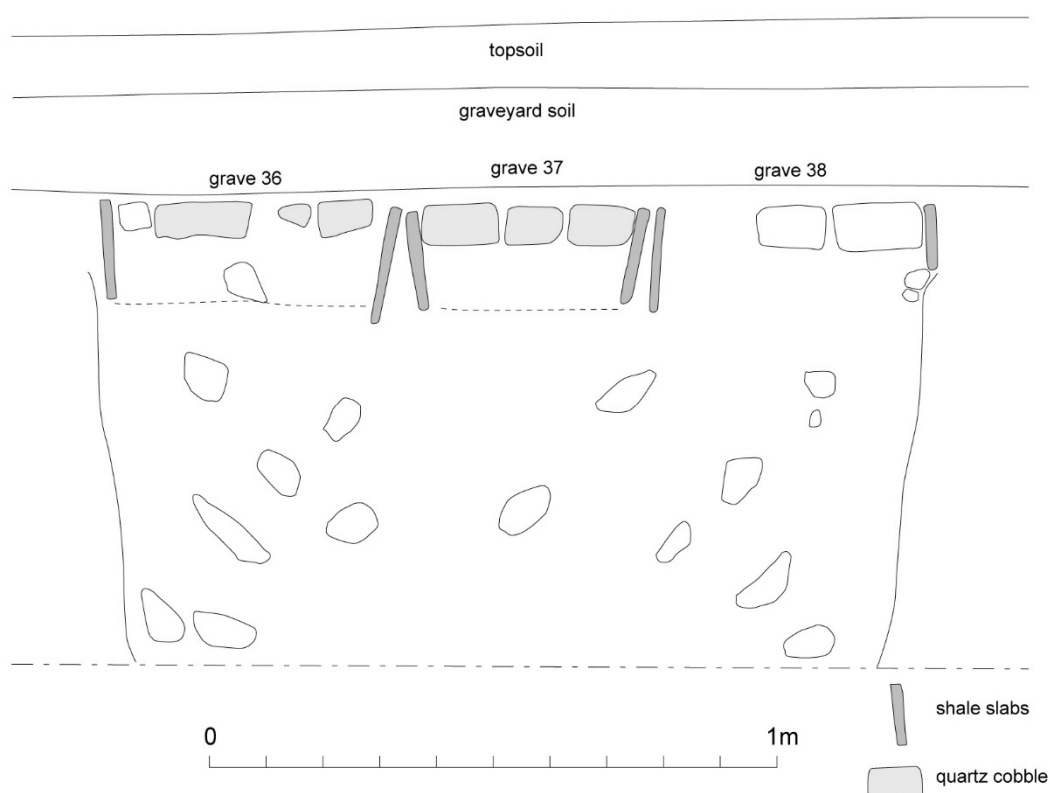 topsoil
graveyard soil
grave 36
grave 37
grave 38
shale slabs
0
1m
quartz cobble